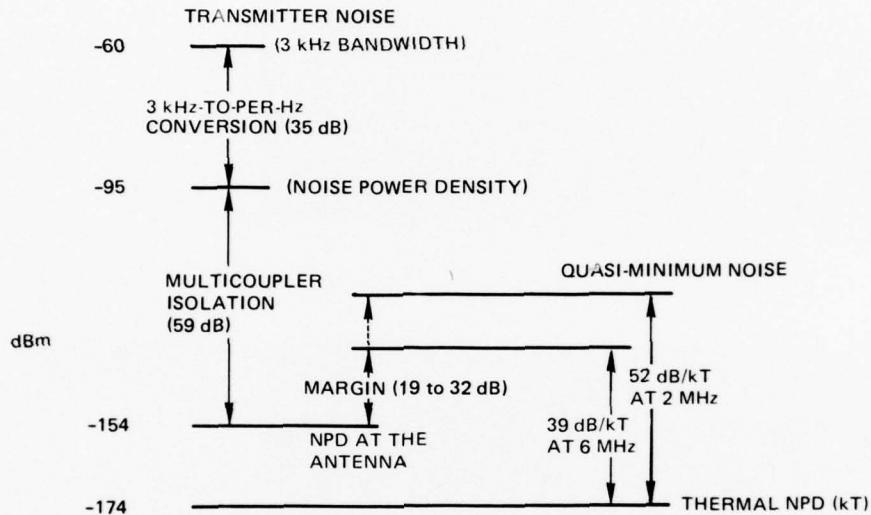 TRANSMITTER NOISE
-60
(3 kHz BANDWIDTH)
3 kHz-TO-PER-Hz
CONVERSION (35 dB)
-95
(NOISE POWER DENSITY)
MULTICOUPLER
ISOLATION
(59 dB)
QUASI-MINIMUM NOISE
dBm
MARGIN (19 to 32 dB)
52 dB/kT
AT 2 MHz
39 dB/kT
AT 6 MHz
-154
NPD AT THE
ANTENNA
-174
THERMAL NPD (kT)